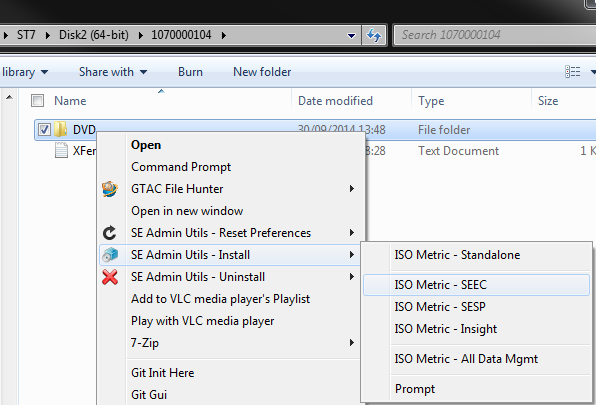 ST7 Disk2 (64-bit) 1070000104 Search 1070000104
library Share with Burn New folder
Name Date modified Type Size
DVD 30/09/2014 13:48 File folder
XFer 8:28 Text Document 1 K
Open
Command Prompt
GTAC File Hunter
Open in new window
SE Admin Utils - Reset Preferences
SE Admin Utils - Install
SE Admin Utils - Uninstall
Add to VLC media player's Playlist
Play with VLC media player
7-Zip
Git Init Here
Git Gui
ISO Metric - Standalone
ISO Metric - SEEC
ISO Metric - SESP
ISO Metric - Insight
ISO Metric - All Data Mgmt
Prompt